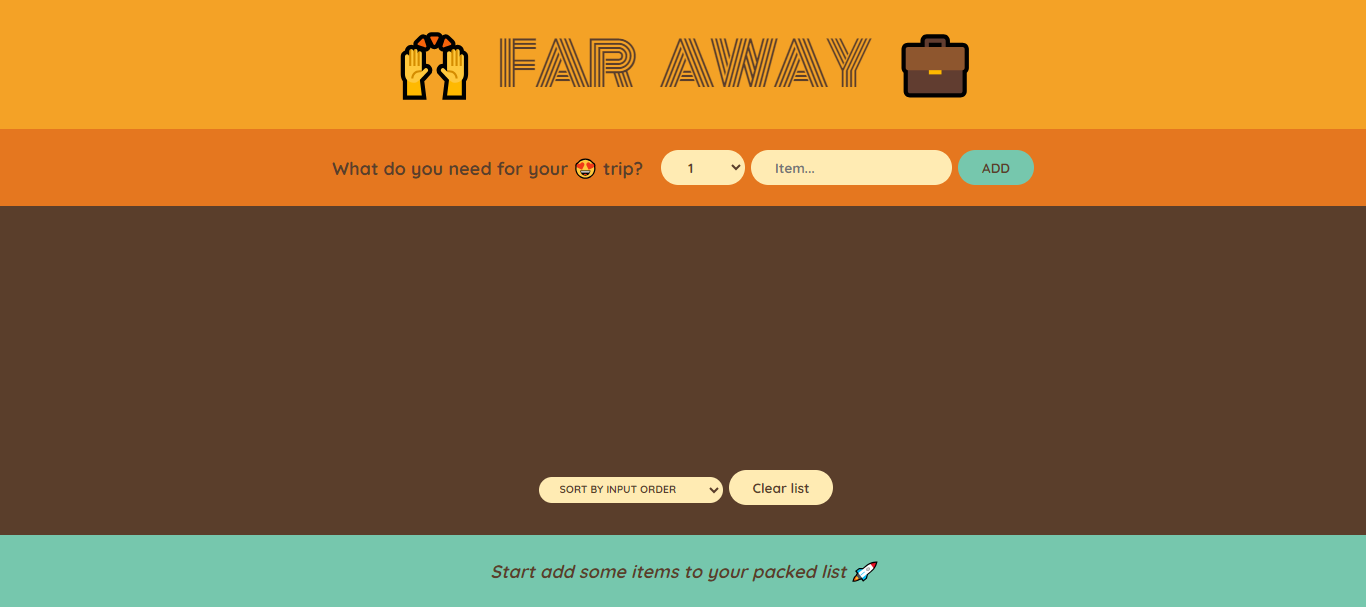 FAR AWAY
What do you need for your 😍 trip? 1 Item... ADD
SORT BY INPUT ORDER Clear list
Start add some items to your packed list 🚀